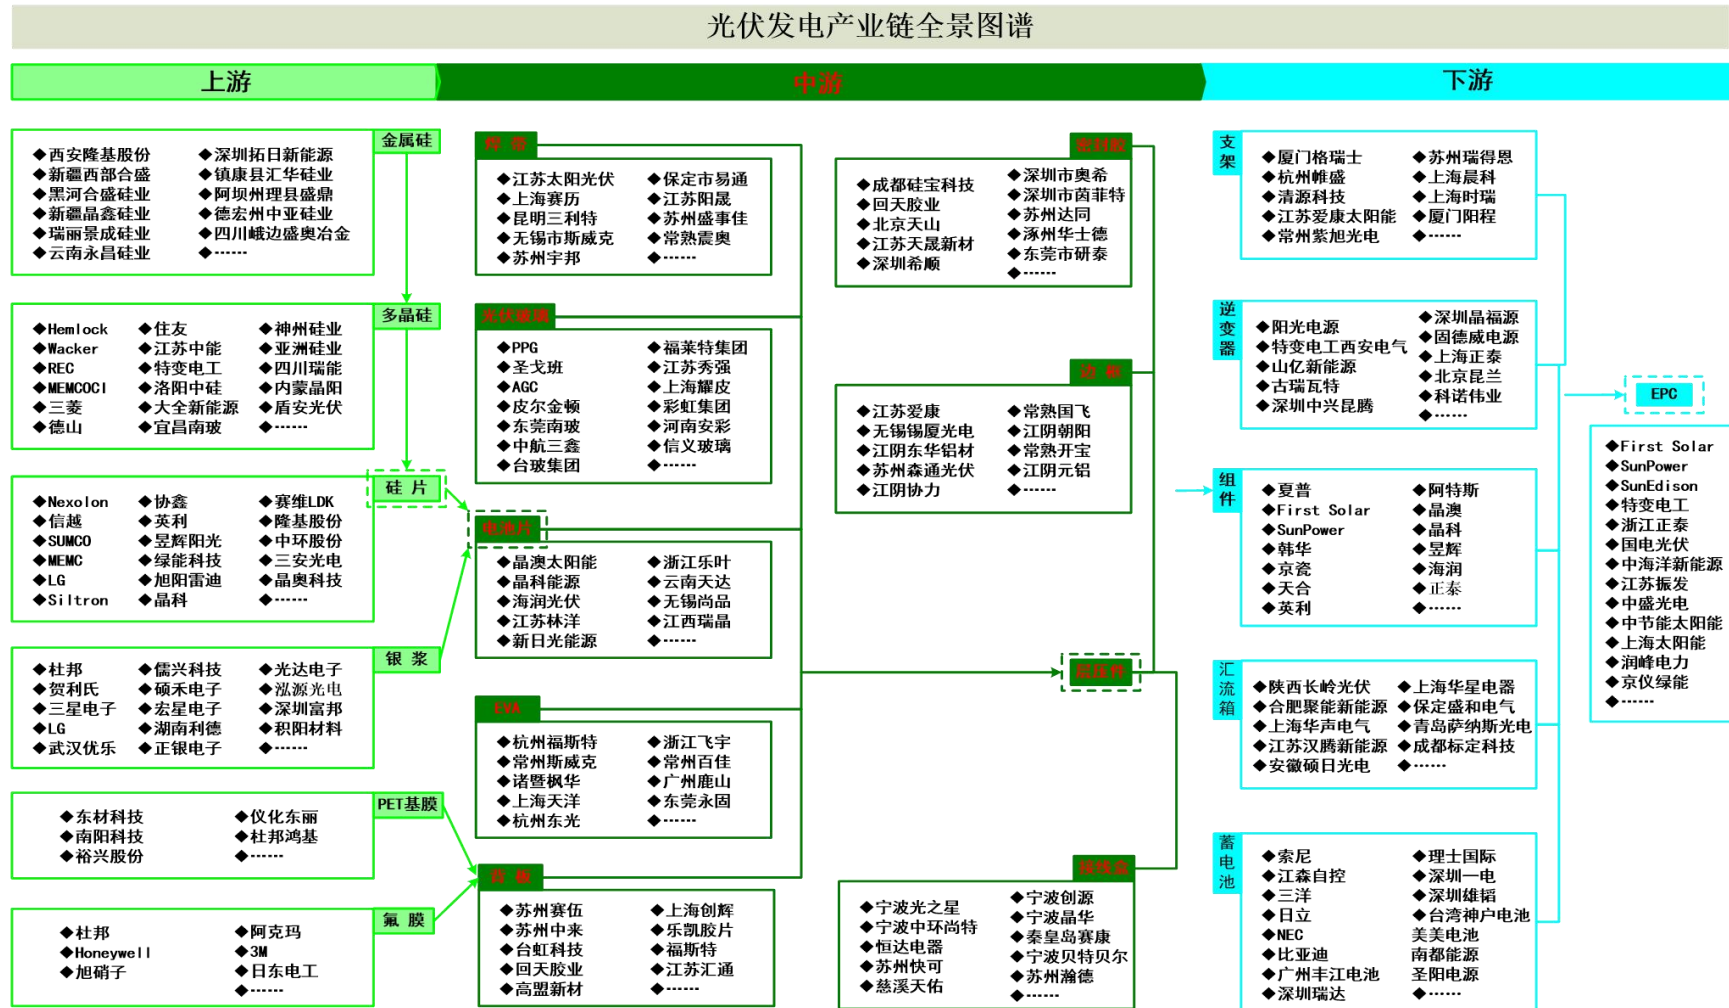 光伏发电产业链全景图谱
上游
中游
下游
金属硅
◆西安隆基股份
◆新疆西部合盛
◆黑河合盛硅业
◆新疆晶鑫硅业
◆瑞丽景成硅业
◆云南永昌硅业
◆深圳拓日新能源
◆镇康县汇华硅业
◆阿坝州理县盛鼎
◆德宏州中亚硅业
◆四川峨边盛奥冶金
◆------
多晶硅
◆Hemlock
◆Wacker
◆REC
◆MEMCOCI
◆三菱
◆德山
◆住友
◆江苏中能
◆特变电工
◆洛阳中硅
◆大全新能源
◆宜昌南玻
◆神州硅业
◆亚洲硅业
◆四川瑞能
◆内蒙晶阳
◆盾安光伏
◆------
硅 片
◆Nexolon
◆信越
◆SUMCO
◆MEMC
◆LG
◆Siltron
◆协鑫
◆英利
◆昱辉阳光
◆绿能科技
◆旭阳雷迪
◆晶科
◆赛维LDK
◆隆基股份
◆中环股份
◆三安光电
◆晶奥科技
◆------
银 浆
◆杜邦
◆贺利氏
◆三星电子
◆LG
◆武汉优乐
◆儒兴科技
◆硕禾电子
◆宏星电子
◆湖南利德
◆正银电子
◆光达电子
◆泓源光电
◆深圳富邦
◆积阳材料
◆------
PET基膜
◆东材科技
◆南阳科技
◆裕兴股份
◆仪化东丽
◆杜邦鸿基
◆------
氟 膜
◆杜邦
◆Honeywell
◆旭硝子
◆阿克玛
◆3M
◆日东电工
◆------
焊 带
◆江苏太阳光伏
◆上海赛历
◆昆明三利特
◆无锡市斯威克
◆苏州宇邦
◆保定市易通
◆江苏阳晟
◆苏州盛事佳
◆常熟震奥
◆------
光伏玻璃
◆PPG
◆圣戈班
◆AGC
◆皮尔金顿
◆东莞南玻
◆中航三鑫
◆台玻集团
◆福莱特集团
◆江苏秀强
◆上海耀皮
◆彩虹集团
◆河南安彩
◆信义玻璃
◆------
电池片
◆晶澳太阳能
◆晶科能源
◆海润光伏
◆江苏林洋
◆新日光能源
◆浙江乐叶
◆云南天达
◆无锡尚品
◆江西瑞晶
◆------
EVA
◆杭州福斯特
◆常州斯威克
◆诸暨枫华
◆上海天洋
◆杭州东光
◆浙江飞宇
◆常州百佳
◆广州鹿山
◆东莞永固
◆------
背 板
◆苏州赛伍
◆苏州中来
◆台虹科技
◆回天胶业
◆高盟新材
◆上海创辉
◆乐凯胶片
◆福斯特
◆江苏汇通
◆------
密封胶
◆成都硅宝科技
◆回天胶业
◆北京天山
◆江苏天晟新材
◆深圳希顺
◆深圳市奥希
◆深圳市茵菲特
◆苏州达同
◆涿州华士德
◆东莞市研泰
◆------
边 框
◆江苏爱康
◆无锡锡厦光电
◆江阴东华铝材
◆苏州森通光伏
◆江阴协力
◆常熟国飞
◆江阴朝阳
◆常熟开宝
◆江阴元铝
◆------
层压件
接线盒
◆宁波光之星
◆宁波中环尚特
◆恒达电器
◆苏州快可
◆慈溪天佑
◆宁波创源
◆宁波晶华
◆秦皇岛赛康
◆宁波贝特贝尔
◆苏州瀚德
◆------
支架
◆厦门格瑞士
◆杭州帷盛
◆清源科技
◆江苏爱康太阳能
◆常州紫旭光电
◆苏州瑞得恩
◆上海晨科
◆上海时瑞
◆厦门阳程
◆------
逆变器
◆阳光电源
◆特变电工西安电气
◆山亿新能源
◆古瑞瓦特
◆深圳中兴昆腾
◆深圳晶福源
◆固德威电源
◆上海正泰
◆北京昆兰
◆科诺伟业
◆------
组件
◆夏普
◆First Solar
◆SunPower
◆韩华
◆京瓷
◆天合
◆英利
◆阿特斯
◆晶澳
◆晶科
◆昱辉
◆海润
◆正泰
◆------
汇流箱
◆陕西长岭光伏
◆合肥聚能新能源
◆上海华声电气
◆江苏汉腾新能源
◆安徽硕日光电
◆上海华星电器
◆保定盛和电气
◆青岛萨纳斯光电
◆成都标定科技
◆------
蓄电池
◆索尼
◆江森自控
◆三洋
◆日立
◆NEC
◆比亚迪
◆广州丰江电池
◆深圳瑞达
◆理士国际
◆深圳一电
◆深圳雄韬
◆台湾神户电池
美美电池
南都能源
圣阳电源
◆------
EPC
◆First Solar
◆SunPower
◆SunEdison
◆特变电工
◆浙江正泰
◆国电光伏
◆中海洋新能源
◆江苏振发
◆中盛光电
◆中节能太阳能
◆上海太阳能
◆润峰电力
◆京仪绿能
◆------